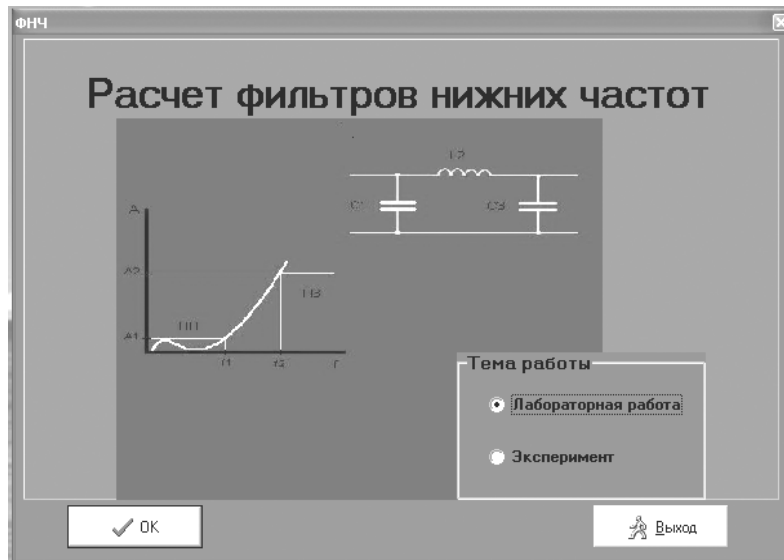 ФНЧ
Расчет фильтров нижних частот
L2
C1
C3
A
A2
ПЗ
ПП
A1
f1
f2
f
Тема работы
Лабораторная работа
Эксперимент
OK
Выход